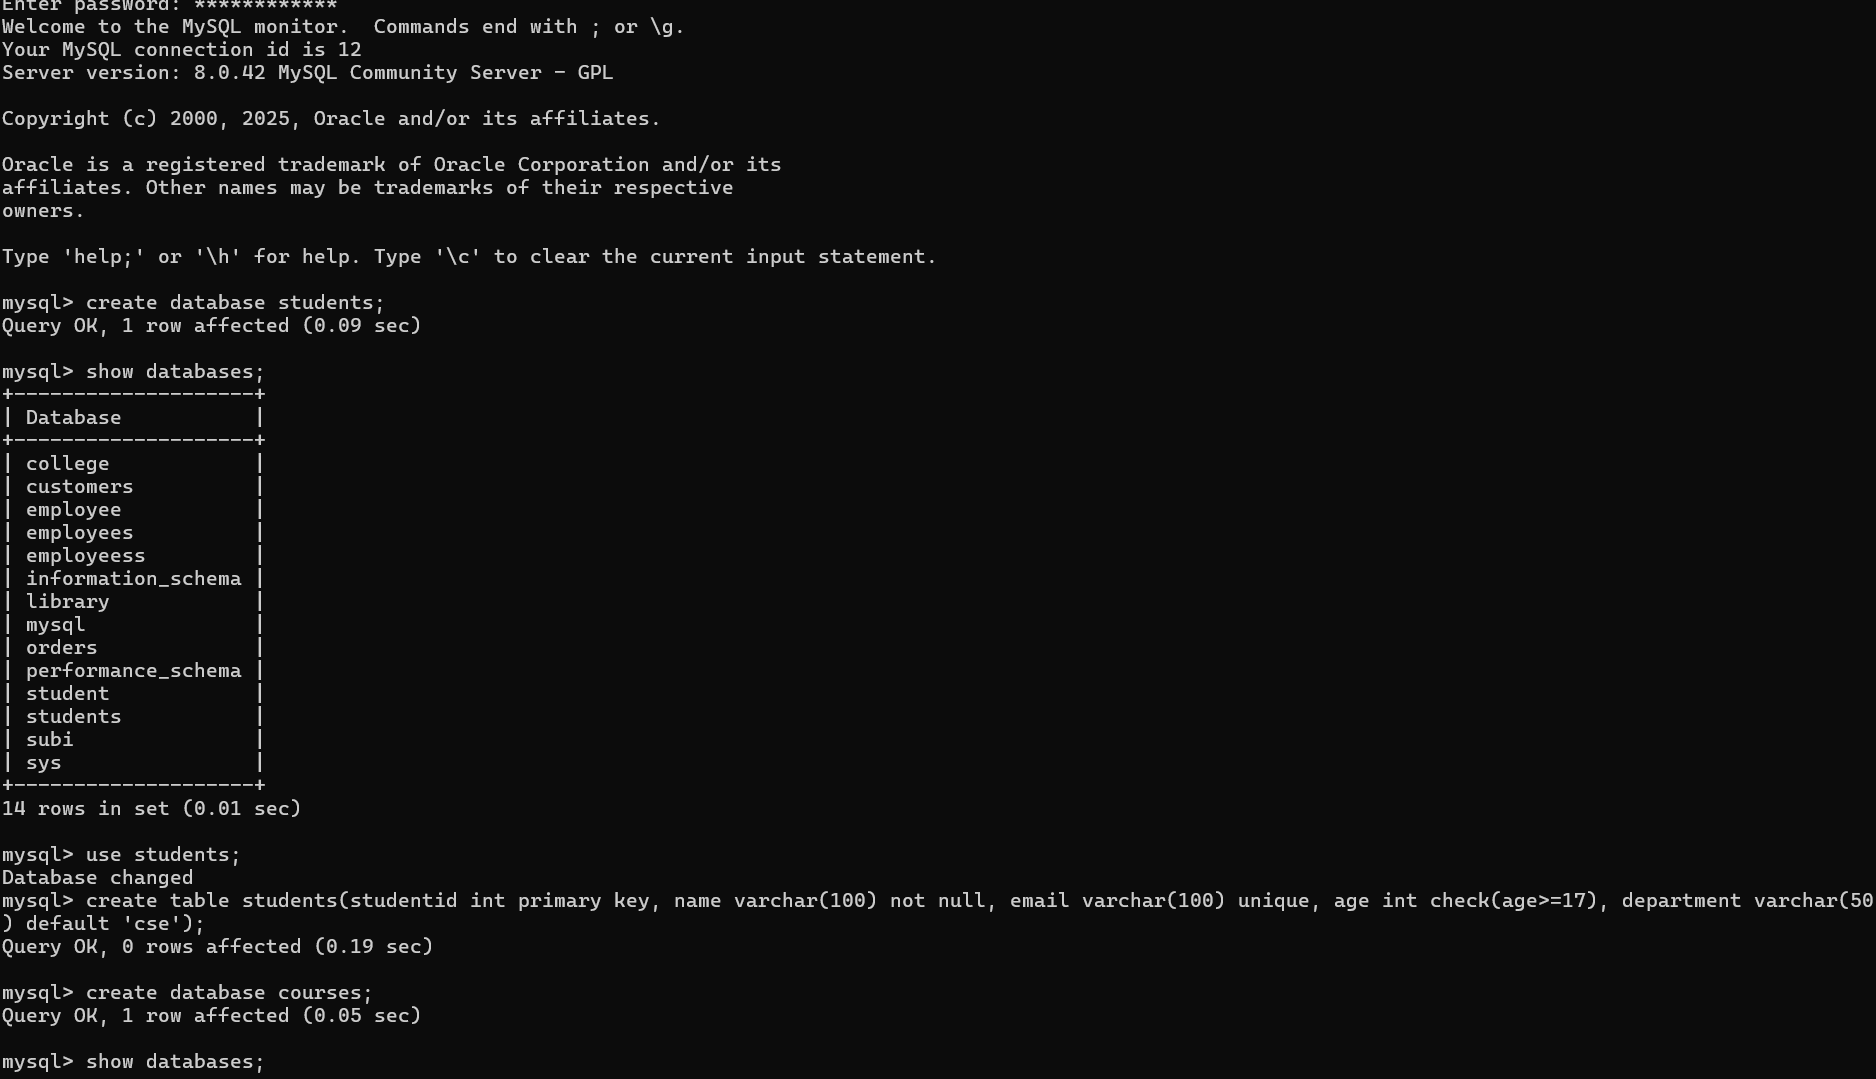 Enter password: ************
Welcome to the MySQL monitor.  Commands end with ; or \g.
Your MySQL connection id is 12
Server version: 8.0.42 MySQL Community Server - GPL

Copyright (c) 2000, 2025, Oracle and/or its affiliates.

Oracle is a registered trademark of Oracle Corporation and/or its
affiliates. Other names may be trademarks of their respective
owners.

Type 'help;' or '\h' for help. Type '\c' to clear the current input statement.

mysql> create database students;
Query OK, 1 row affected (0.09 sec)

mysql> show databases;
+--------------------+
| Database           |
+--------------------+
| college            |
| customers          |
| employee           |
| employees          |
| employeess         |
| information_schema |
| library            |
| mysql              |
| orders             |
| performance_schema |
| student            |
| students           |
| subi               |
| sys                |
+--------------------+
14 rows in set (0.01 sec)

mysql> use students;
Database changed
mysql> create table students(studentid int primary key, name varchar(100) not null, email varchar(100) unique, age int check(age>=17), department varchar(50
) default 'cse');
Query OK, 0 rows affected (0.19 sec)

mysql> create database courses;
Query OK, 1 row affected (0.05 sec)

mysql> show databases;